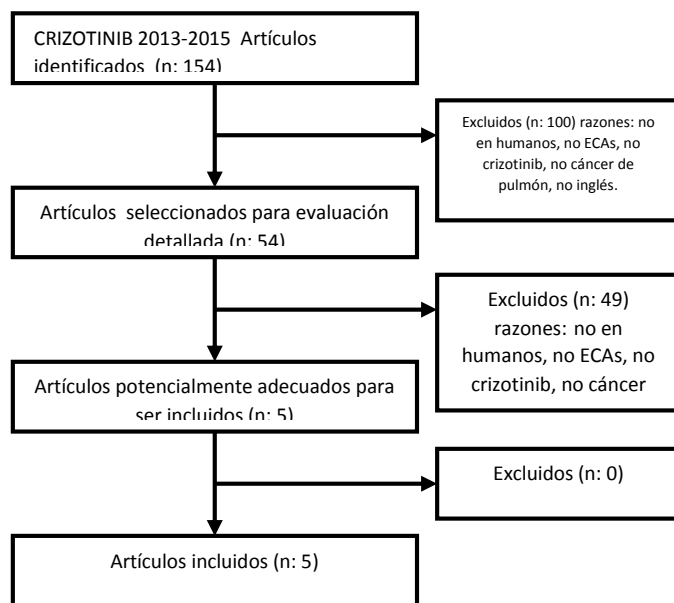 CRIZOTINIB 2013-2015 Artículos
identificados (n: 154)
Excluidos (n: 100) razones: no
en humanos, no ECAs, no
crizotinib, no cáncer de
pulmón, no inglés.
Artículos seleccionados para evaluación
detallada (n: 54)
Excluidos (n: 49)
razones: no en
humanos, no ECAs, no
crizotinib, no cáncer
Artículos potencialmente adecuados para
ser incluidos (n: 5)
Excluidos (n: 0)
Artículos incluidos (n: 5)